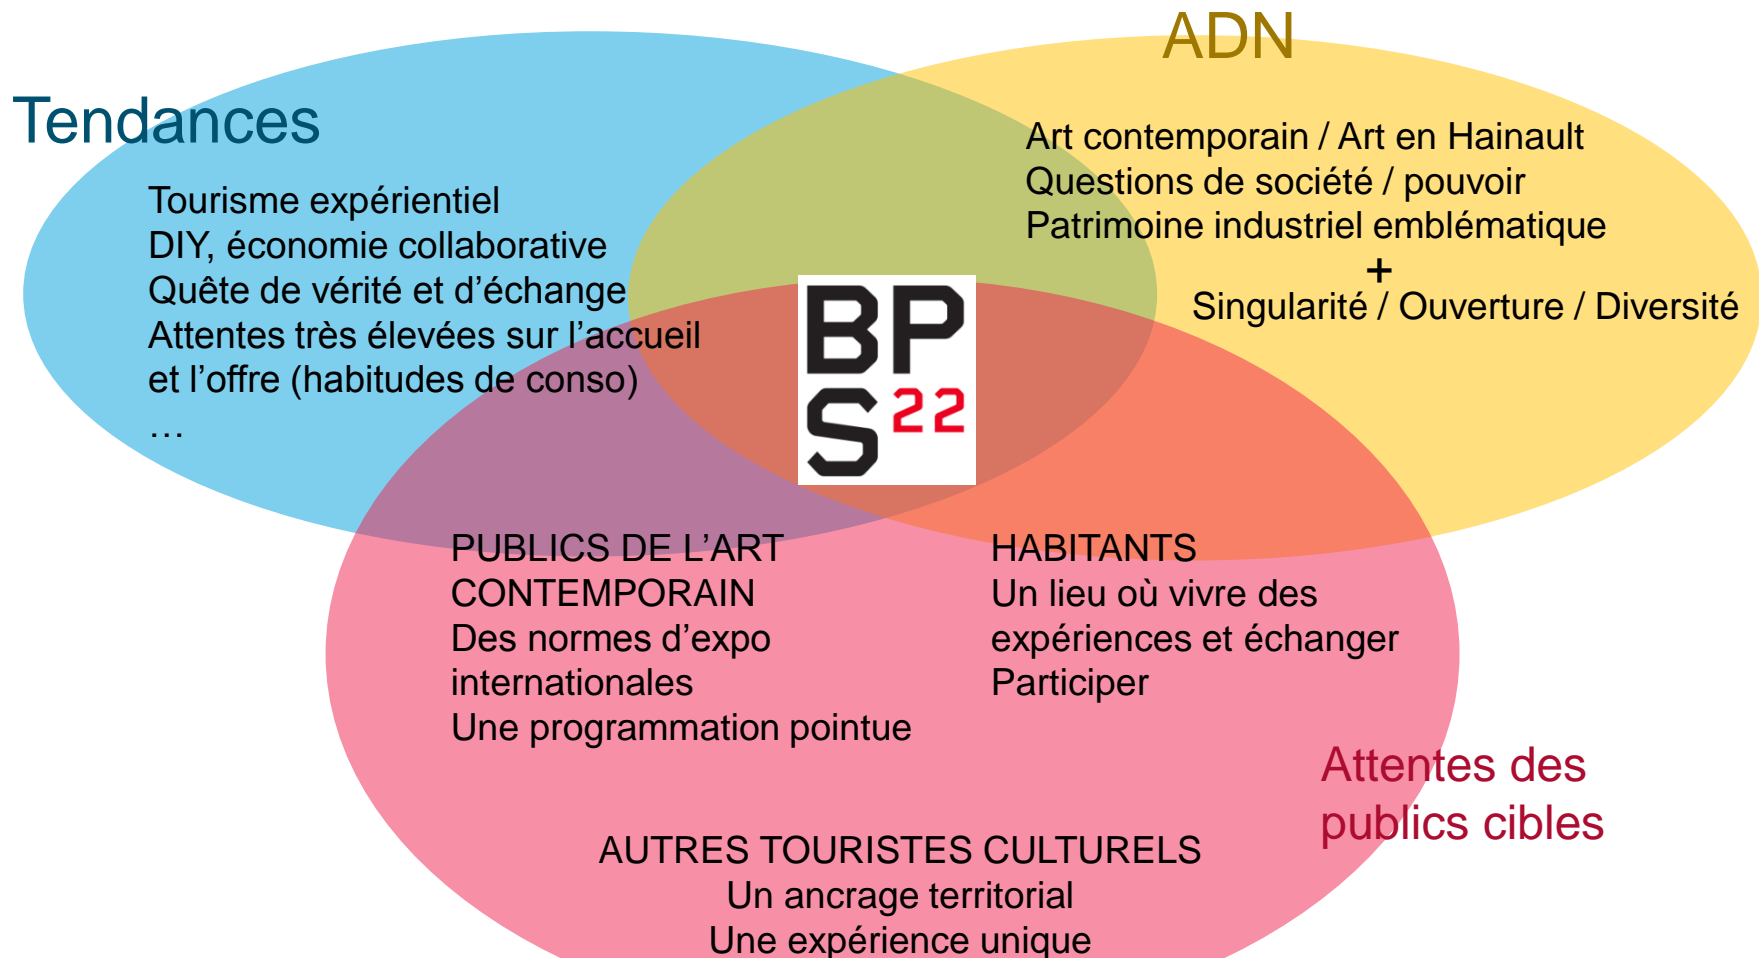 ADN
Tendances
Art contemporain / Art en Hainault
Questions de société / pouvoir
Patrimoine industriel emblématique
+
Singularité / Ouverture / Diversité
Tourisme expérientiel
DIY, économie collaborative
Quête de vérité et d’échange
Attentes très élevées sur l’accueil
et l’offre (habitudes de conso)
…
BP
S22
PUBLICS DE L’ART
CONTEMPORAIN
Des normes d’expo
internationales
Une programmation pointue
HABITANTS
Un lieu où vivre des
expériences et échanger
Participer
Attentes des
publics cibles
AUTRES TOURISTES CULTURELS
Un ancrage territorial
Une expérience unique